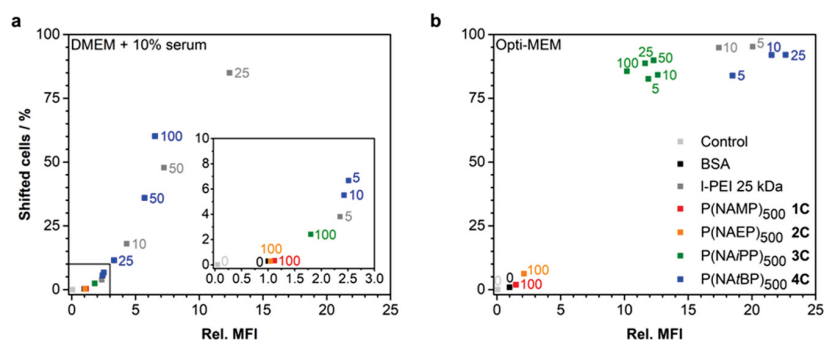 a
DMEM + 10% serum
Shifted cells / %
100
75
50
25
0
0 5 10 15 20 25
Rel. MFI
25
100
50
50
10
25
10
8
6
4
2
0
0.0 0.5 1.0 1.5 2.0 2.5 3.0
5
10
5
100
100
100
0
0
b
Opti-MEM
100
75
50
25
0
0 5 10 15 20 25
Rel. MFI
100
25
50
10
5
10
5
10
25
5
100
100
0
0
Control
BSA
l-PEI 25 kDa
P(NAMP)500 1C
P(NAEP)500 2C
P(NAiPP)500 3C
P(NAtBP)500 4C